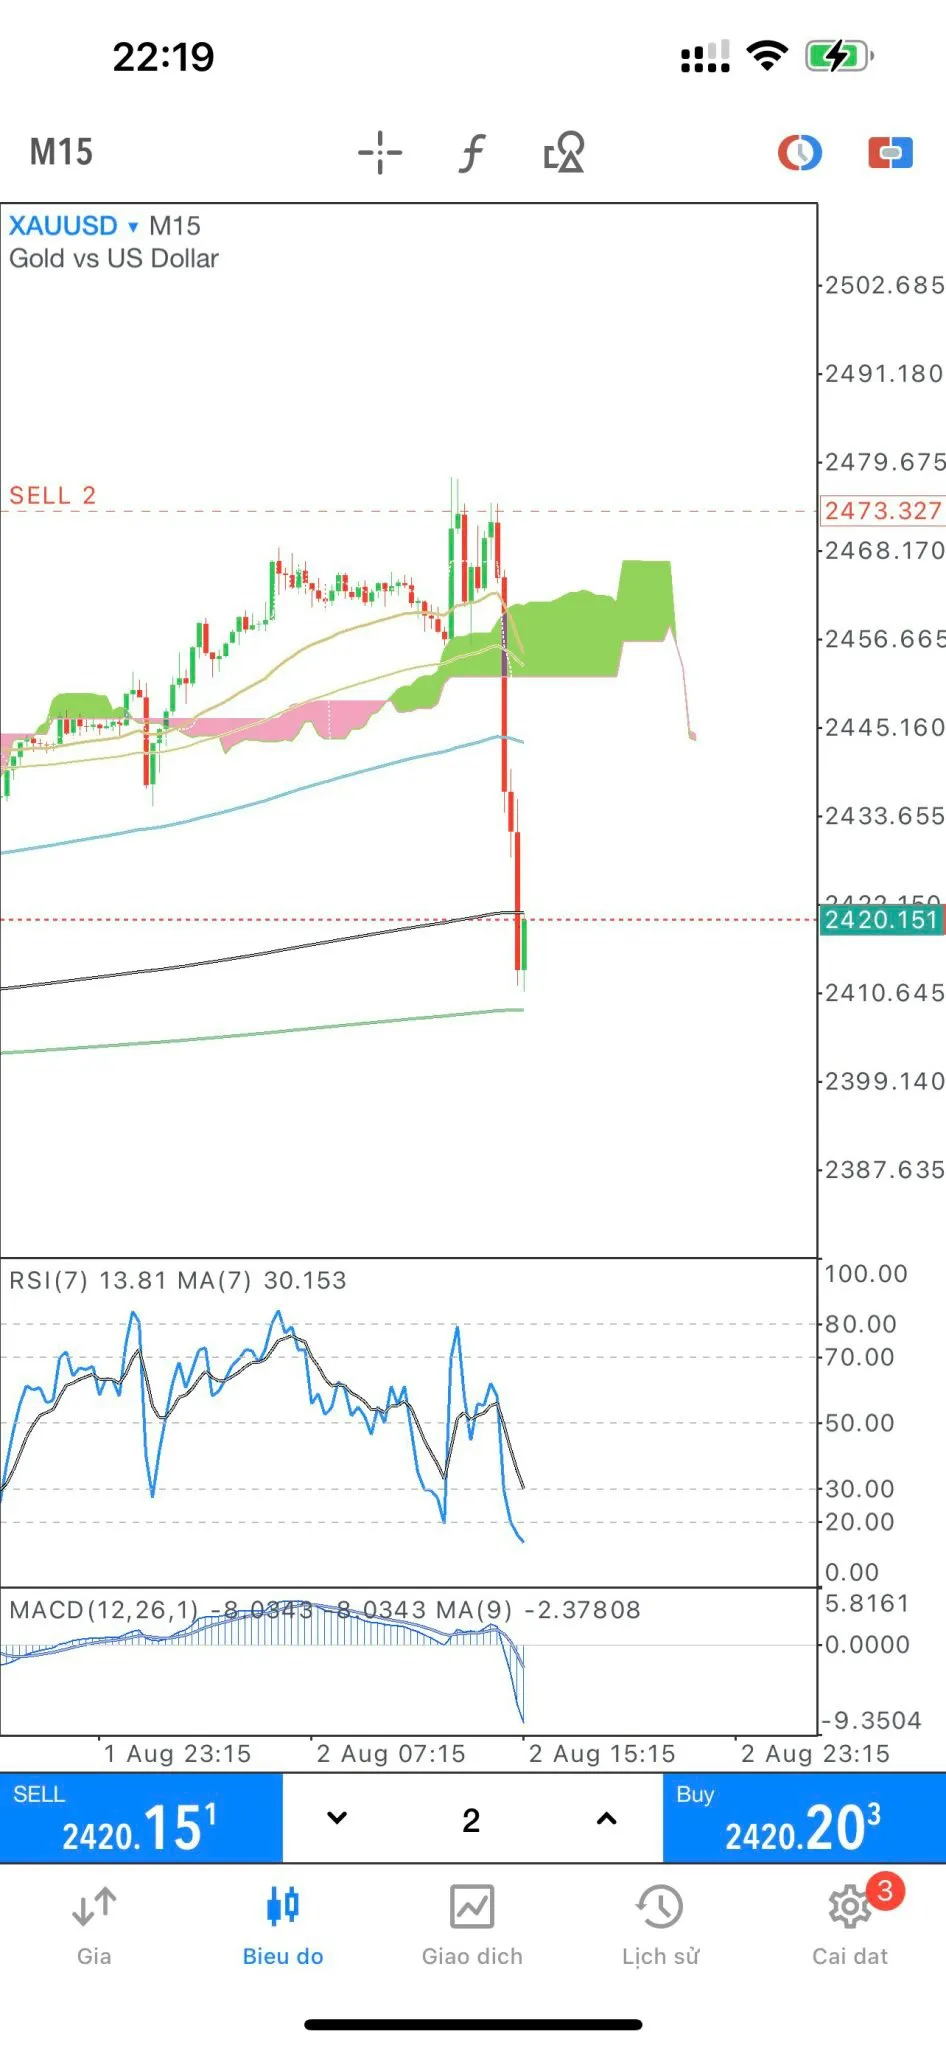 22:19
M15
XAUUSD ▾ M15
Gold vs US Dollar
2502.685
2491.180
2479.675
SELL 2
2473.327
2468.170
2456.665
2445.160
2433.655
2422.150
2420.151
2410.645
2399.140
2387.635
RSI(7) 13.81 MA(7) 30.153
100.00
80.00
70.00
50.00
30.00
20.00
0.00
MACD(12,26,1) -8.0343 -8.0343 MA(9) -2.37808
5.8161
0.0000
-9.3504
1 Aug 23:15 2 Aug 07:15 2 Aug 15:15 2 Aug 23:15
SELL 2420.151
2
Buy 2420.203
3
Gia Bieu do Giao dich Lịch sử Cai dat